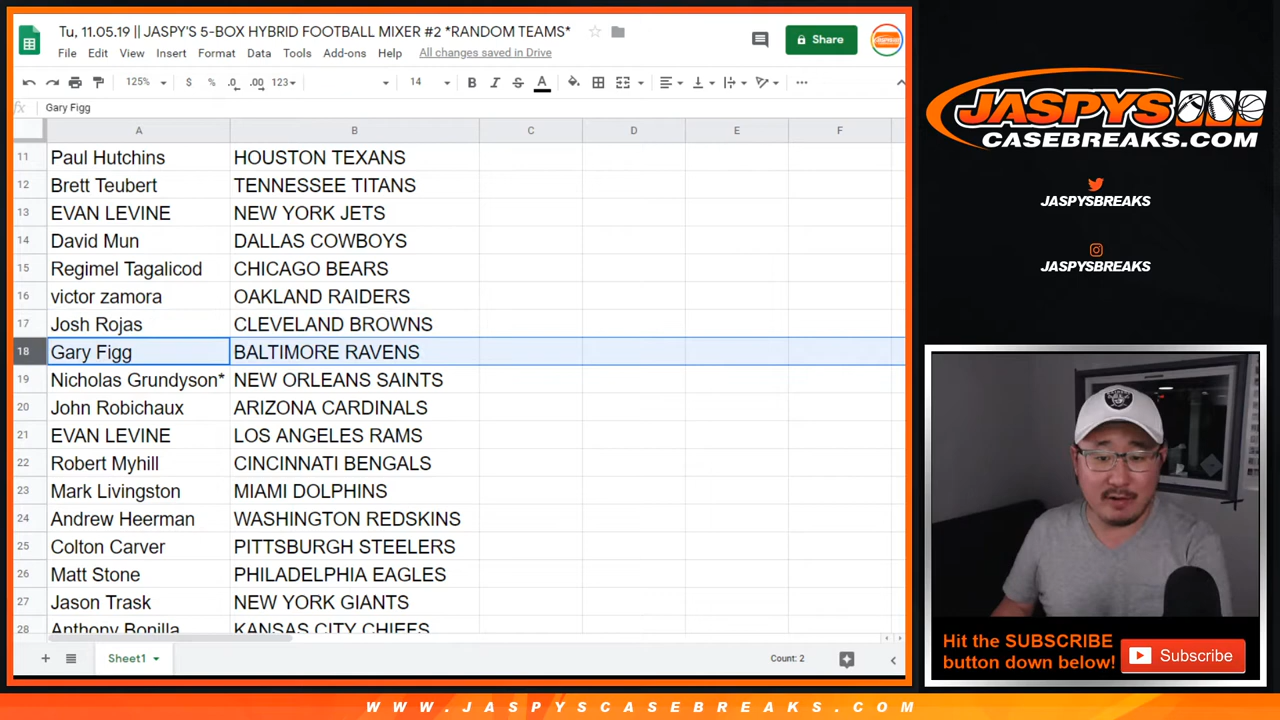 Tu, 11.05.19 || JASPY'S 5-BOX HYBRID FOOTBALL MIXER #2 *RANDOM TEAMS*
File Edit View Insert Format Data Tools Add-ons Help All changes saved in Drive
Share
125% $ % .0 .00 123 14 B I S A
fx Gary Figg
A B C D E F
11 Paul Hutchins HOUSTON TEXANS
12 Brett Teubert TENNESSEE TITANS
13 EVAN LEVINE NEW YORK JETS
14 David Mun DALLAS COWBOYS
15 Regimel Tagalicod CHICAGO BEARS
16 victor zamora OAKLAND RAIDERS
17 Josh Rojas CLEVELAND BROWNS
18 Gary Figg BALTIMORE RAVENS
19 Nicholas Grundyson* NEW ORLEANS SAINTS
20 John Robichaux ARIZONA CARDINALS
21 EVAN LEVINE LOS ANGELES RAMS
22 Robert Myhill CINCINNATI BENGALS
23 Mark Livingston MIAMI DOLPHINS
24 Andrew Heerman WASHINGTON REDSKINS
25 Colton Carver PITTSBURGH STEELERS
26 Matt Stone PHILADELPHIA EAGLES
27 Jason Trask NEW YORK GIANTS
28 Anthony Bonilla KANSAS CITY CHIEFS
Sheet1
Count: 2
JASPYS
CASEBREAKS.COM
JASPYSBREAKS
JASPYSBREAKS
Hit the SUBSCRIBE
button down below!
Subscribe
WWW.JASPYSCASEBREAKS.COM